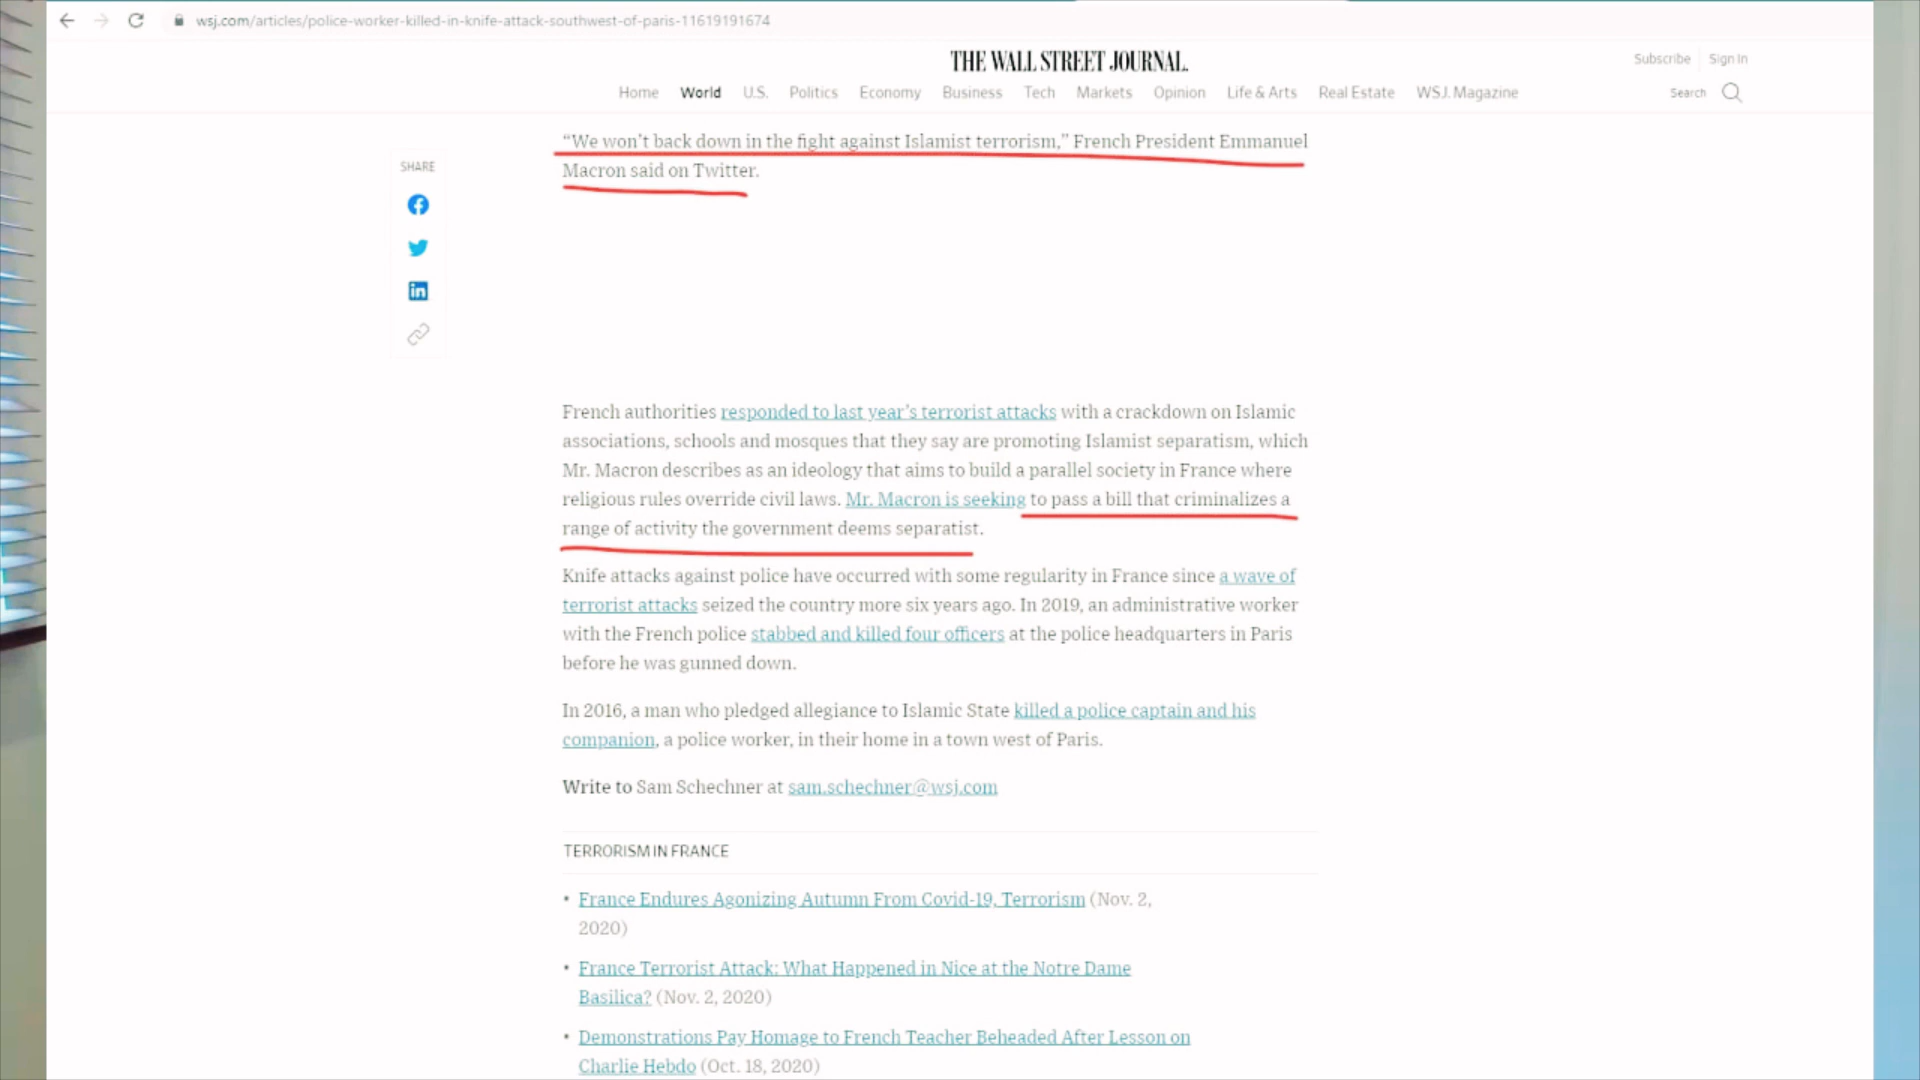 wsj.com/articles/police-worker-killed-in-knife-attack-southwest-of-paris-11619191674
THE WALL STREET JOURNAL.
Subscribe Sign In
Home World U.S. Politics Economy Business Tech Markets Opinion Life & Arts Real Estate WSJ. Magazine Search
SHARE
“We won’t back down in the fight against Islamist terrorism,” French President Emmanuel
Macron said on Twitter.
French authorities responded to last year’s terrorist attacks with a crackdown on Islamic
associations, schools and mosques that they say are promoting Islamist separatism, which
Mr. Macron describes as an ideology that aims to build a parallel society in France where
religious rules override civil laws. Mr. Macron is seeking to pass a bill that criminalizes a
range of activity the government deems separatist.
Knife attacks against police have occurred with some regularity in France since a wave of
terrorist attacks seized the country more six years ago. In 2019, an administrative worker
with the French police stabbed and killed four officers at the police headquarters in Paris
before he was gunned down.
In 2016, a man who pledged allegiance to Islamic State killed a police captain and his
companion, a police worker, in their home in a town west of Paris.
Write to Sam Schechner at sam.schechner@wsj.com
TERRORISM IN FRANCE
• France Endures Agonizing Autumn From Covid-19, Terrorism (Nov. 2,
2020)
• France Terrorist Attack: What Happened in Nice at the Notre Dame
Basilica? (Nov. 2, 2020)
• Demonstrations Pay Homage to French Teacher Beheaded After Lesson on
Charlie Hebdo (Oct. 18, 2020)